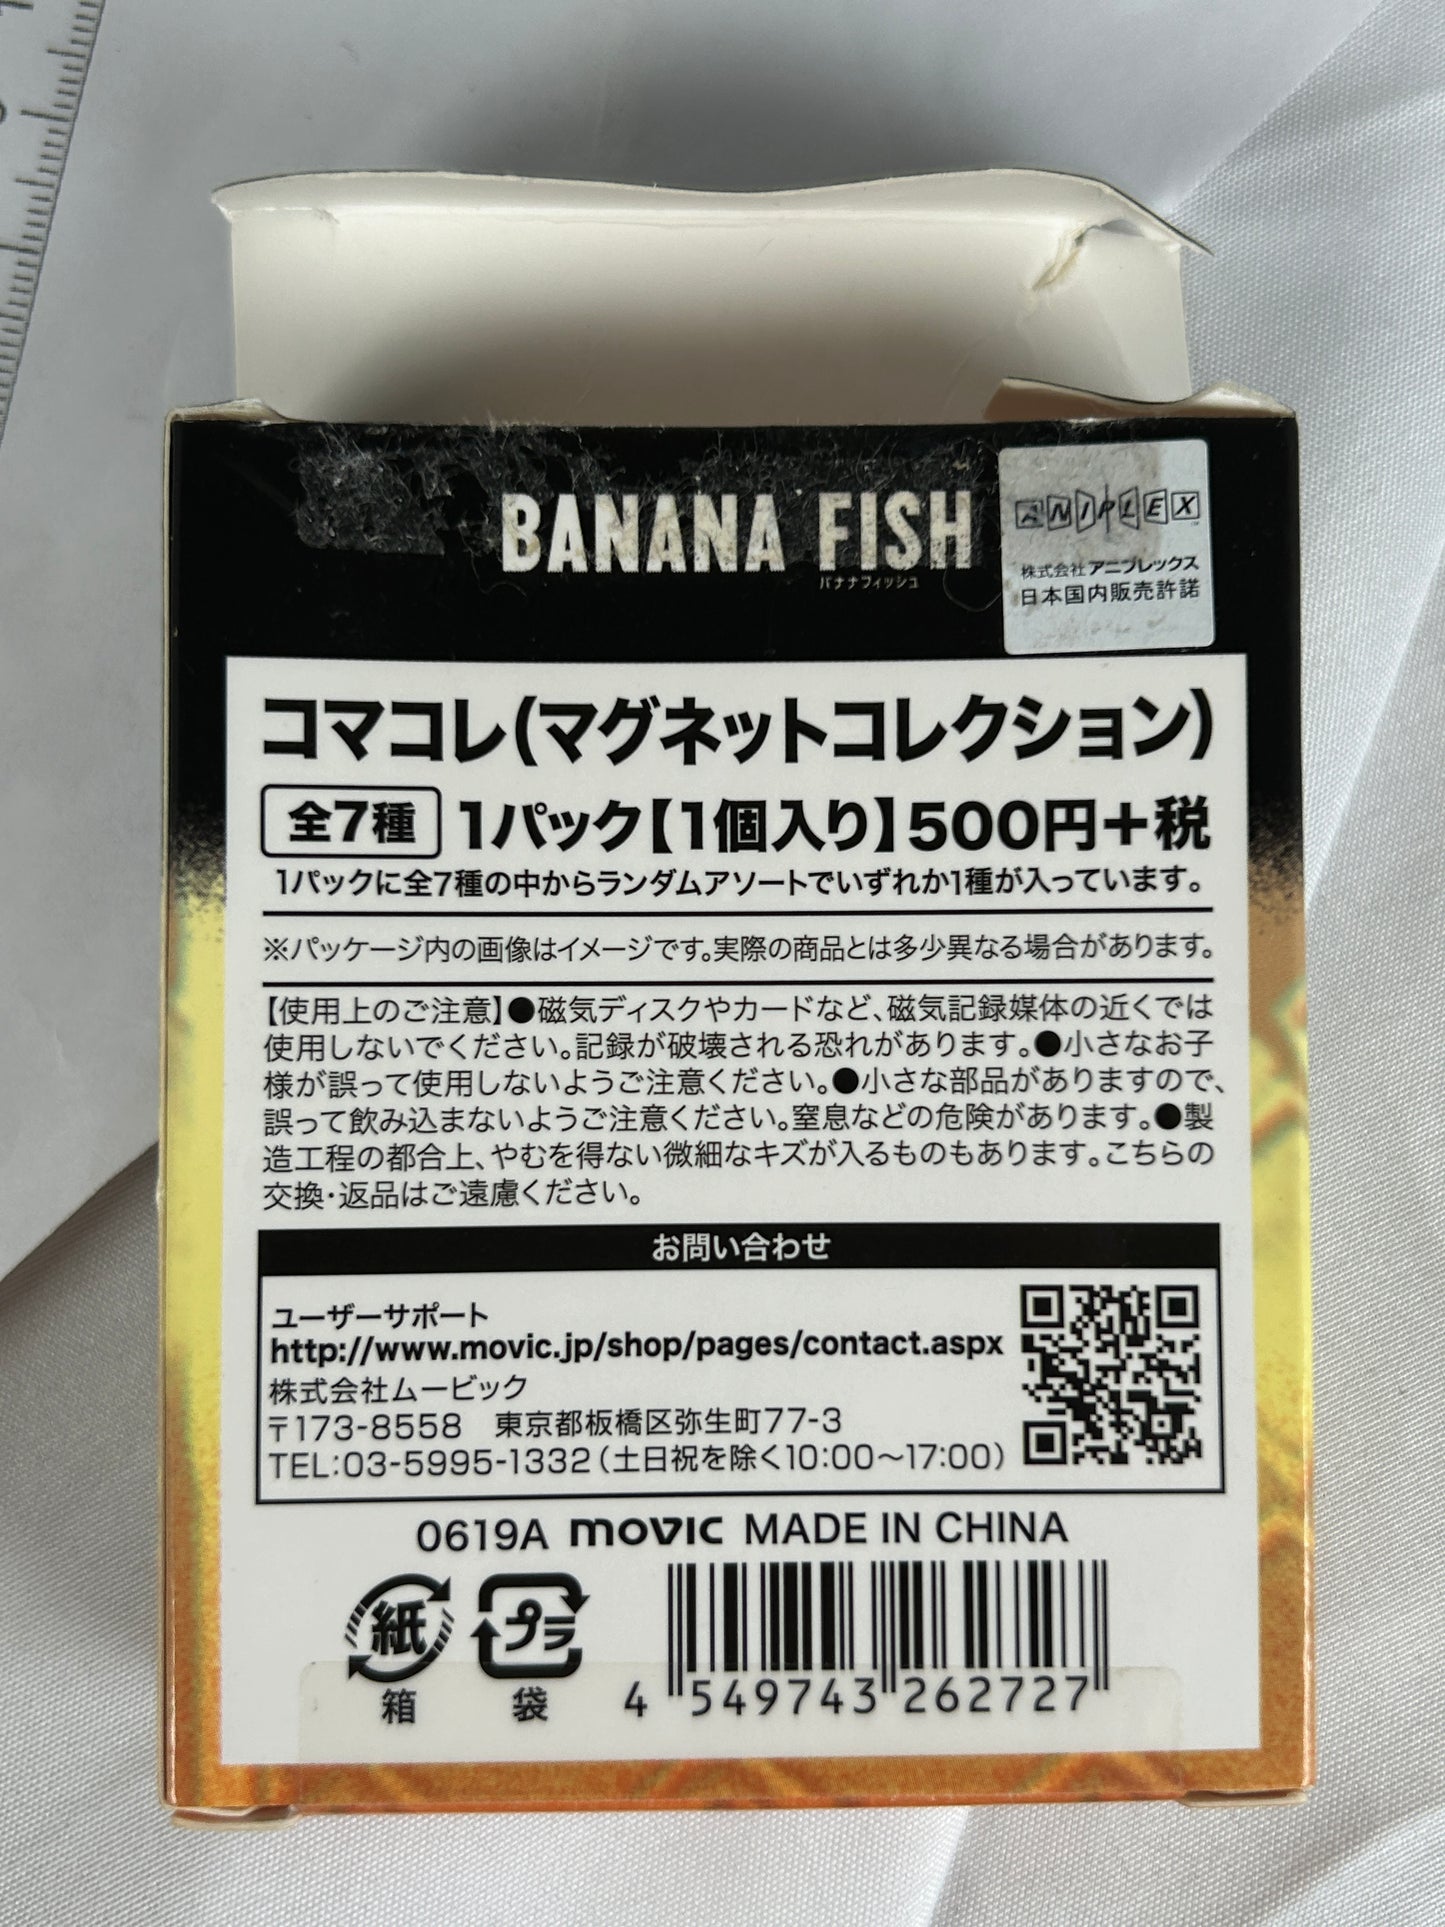 BANANA FISH
バナナフィッシュ
ANIPLEX
株式会社アニプレックス
日本国内販売許諾
コマコレ(マグネットコレクション)
全7種 1パック【1個入り】500円+税
1パックに全7種の中からランダムアソートでいずれか1種が入っています。
※パッケージ内の画像はイメージです。実際の商品とは多少異なる場合があります。
【使用上のご注意】●磁気ディスクやカードなど、磁気記録媒体の近くでは
使用しないでください。記録が破壊される恐れがあります。●小さなお子
様が誤って使用しないようご注意ください。●小さな部品がありますので、
誤って飲み込まないようご注意ください。窒息などの危険があります。●製
造工程の都合上、やむを得ない微細なキズが入るものもあります。こちらの
交換・返品はご遠慮ください。
お問い合わせ
ユーザーサポート
http://www.movic.jp/shop/pages/contact.aspx
株式会社ムービック
〒173-8558 東京都板橋区弥生町77-3
TEL:03-5995-1332(土日祝を除く10:00〜17:00)
0619A movic MADE IN CHINA
紙 プラ
箱 袋
4 549743 262727